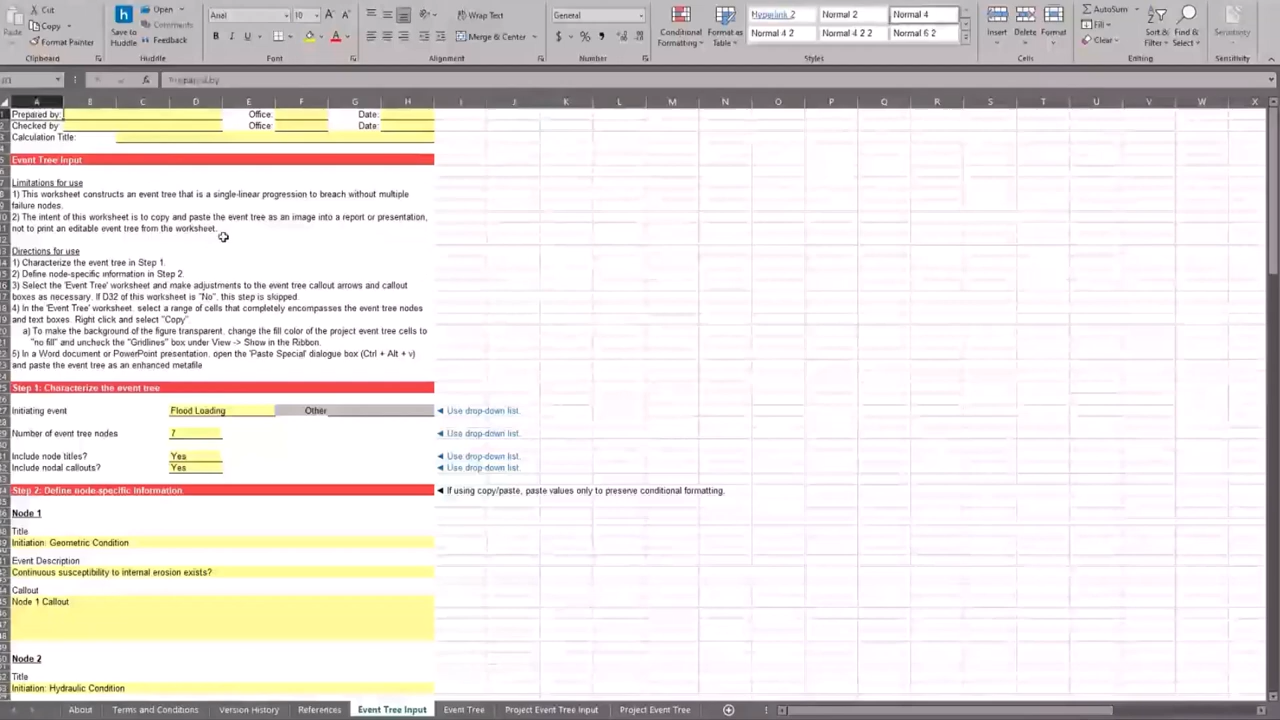 Cut
Copy
Paste
Format Painter
Clipboard
Open
Save to Huddle
Feedback
Huddle
Arial
10
B I U
Font
Wrap Text
Merge & Center
Alignment
General
$ % ,
Number
Conditional Formatting
Format as Table
Hyperlink 2
Normal 2
Normal 4
Normal 4 2
Normal 4 2 2
Normal 6 2
Styles
Insert
Delete
Format
Cells
AutoSum
Fill
Clear
Sort & Filter
Find & Select
Editing
Sensitivity
Sensitivity
fx Prepared by
A B C D E F G H I J K L M N O P Q R S T U V W X
Prepared by: Office: Date:
Checked by Office: Date:
Calculation Title:
Event Tree Input
Limitations for use
1) This worksheet constructs an event tree that is a single-linear progression to breach without multiple
failure nodes.
2) The intent of this worksheet is to copy and paste the event tree as an image into a report or presentation,
not to print an editable event tree from the worksheet.
Directions for use
1) Characterize the event tree in Step 1.
2) Define node-specific information in Step 2.
3) Select the 'Event Tree' worksheet and make adjustments to the event tree callout arrows and callout
boxes as necessary. If D32 of this worksheet is "No", this step is skipped
4) In the 'Event Tree' worksheet, select a range of cells that completely encompasses the event tree nodes
and text boxes. Right click and select "Copy"
a) To make the background of the figure transparent, change the fill color of the project event tree cells to
"no fill" and uncheck the "Gridlines" box under View -> Show in the Ribbon.
5) In a Word document or PowerPoint presentation, open the 'Paste Special' dialogue box (Ctrl + Alt + v)
and paste the event tree as an enhanced metafile
Step 1: Characterize the event tree
Initiating event Flood Loading Other ◄ Use drop-down list.
Number of event tree nodes 7 ◄ Use drop-down list.
Include node titles? Yes ◄ Use drop-down list.
Include nodal callouts? Yes ◄ Use drop-down list.
Step 2: Define node-specific information ◄ If using copy/paste, paste values only to preserve conditional formatting.
Node 1
Title
Initiation: Geometric Condition
Event Description
Continuous susceptibility to internal erosion exists?
Callout
Node 1 Callout
Node 2
Title
Initiation: Hydraulic Condition
About Terms and Conditions Version History References Event Tree Input Event Tree Project Event Tree Input Project Event Tree